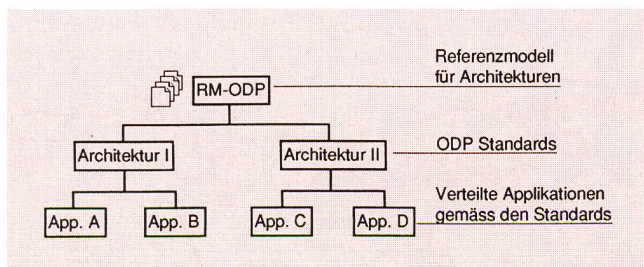 Referenzmodell
für Architekturen
RM-ODP
Architektur I
Architektur II
ODP Standards
Verteilte Applikationen
gemäss den Standards
App. A
App. B
App. C
App. D